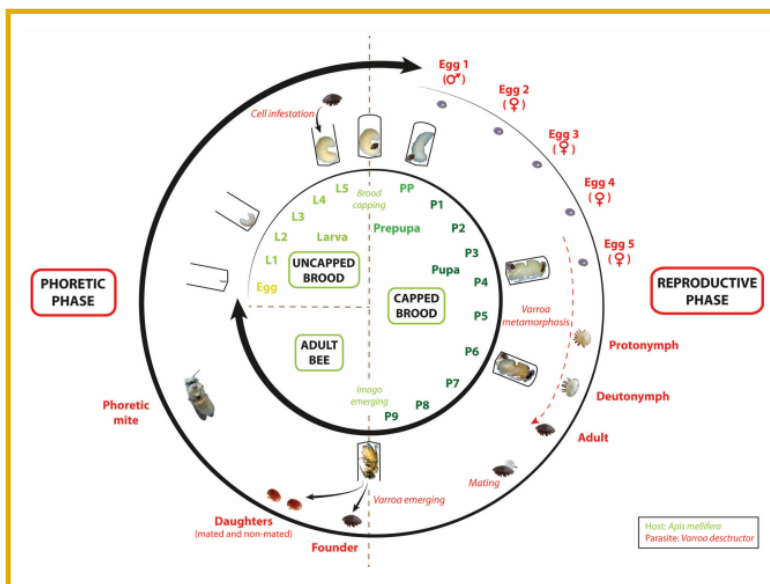 Egg 1
(♂)
Egg 2
(♀)
Egg 3
(♀)
Egg 4
(♀)
Egg 5
(♀)
Cell infestation
Brood
capping
L5
L4
L3
L2
L1
Larva
Egg
UNCAPPED
BROOD
PP
Prepupa
P1
P2
P3
Pupa
P4
P5
P6
P7
P8
P9
CAPPED
BROOD
ADULT
BEE
Imago
emerging
PHORETIC
PHASE
REPRODUCTIVE
PHASE
Varroa
metamorphosis
Protonymph
Deutonymph
Adult
Mating
Phoretic
mite
Varroa emerging
Daughters
(mated and non-mated)
Founder
Host: Apis mellifera
Parasite: Varroa desctructor